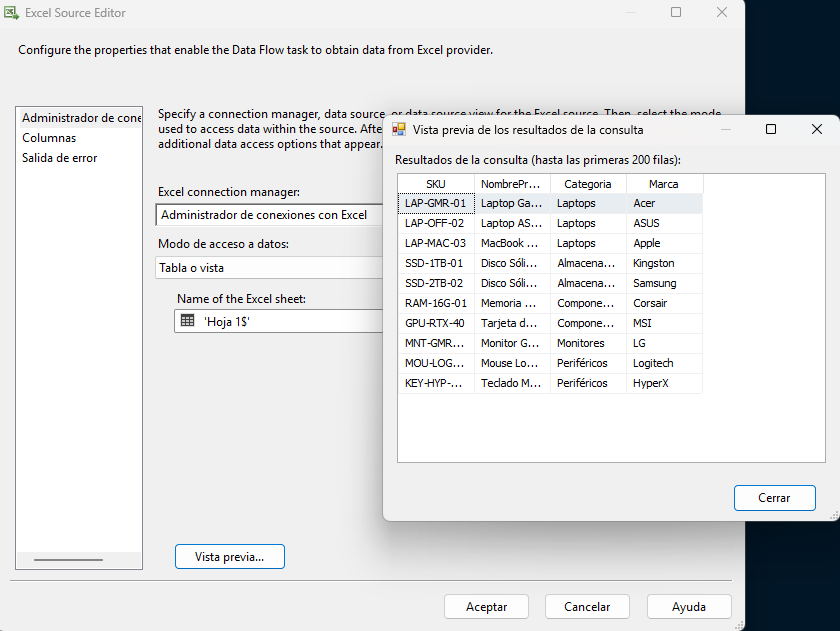 Excel Source Editor
Configure the properties that enable the Data Flow task to obtain data from Excel provider.
Administrador de cone
Columnas
Salida de error
Specify a connection manager, data source, or data source view for the Excel source. Then, select the mode
used to access data within the source. Afte
additional data access options that appear.
Excel connection manager:
Administrador de conexiones con Excel
Modo de acceso a datos:
Tabla o vista
Name of the Excel sheet:
'Hoja 1$'
Vista previa...
Aceptar Cancelar Ayuda
Vista previa de los resultados de la consulta
Resultados de la consulta (hasta las primeras 200 filas):
SKU NombrePr... Categoria Marca
LAP-GMR-01 Laptop Ga... Laptops Acer
LAP-OFF-02 Laptop AS... Laptops ASUS
LAP-MAC-03 MacBook ... Laptops Apple
SSD-1TB-01 Disco Sóli... Almacena... Kingston
SSD-2TB-02 Disco Sóli... Almacena... Samsung
RAM-16G-01 Memoria ... Compone... Corsair
GPU-RTX-40 Tarjeta d... Compone... MSI
MNT-GMR... Monitor G... Monitores LG
MOU-LOG... Mouse Lo... Periféricos Logitech
KEY-HYP-... Teclado M... Periféricos HyperX
Cerrar